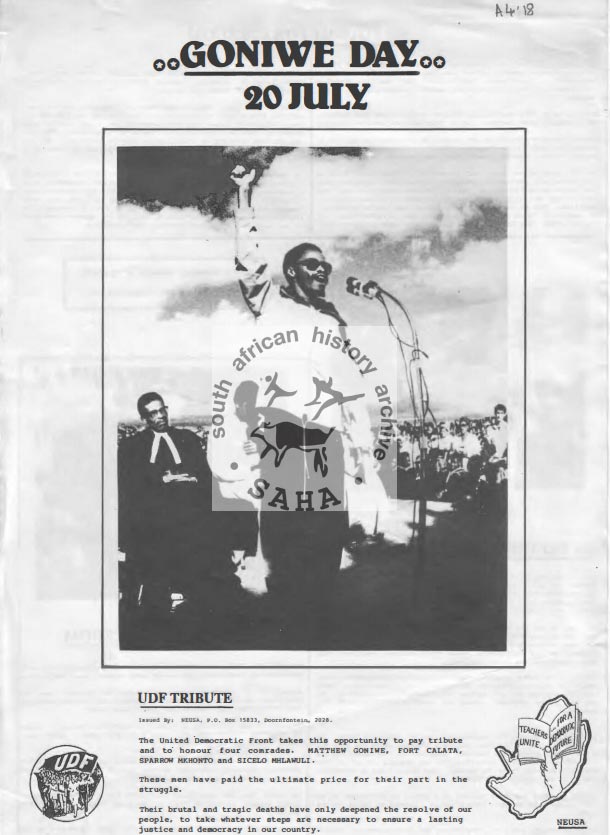 A4'18
GONIWE DAY
20 JULY
south african history archive
SAHA
UDF TRIBUTE
Issued By: NEUSA, P.O. Box 15833, Doornfontein, 2028.
The United Democratic Front takes this opportunity to pay tribute
and to honour four comrades. MATTHEW GONIWE, FORT CALATA,
SPARROW MKHONTO and SICELO MHLAWULI.
These men have paid the ultimate price for their part in the
struggle.
Their brutal and tragic deaths have only deepened the resolve of our
people, to take whatever steps are necessary to ensure a lasting
justice and democracy in our country.
UDF
TEACHERS
UNITE
FOR A
DEMOCRATIC
FUTURE
NEUSA